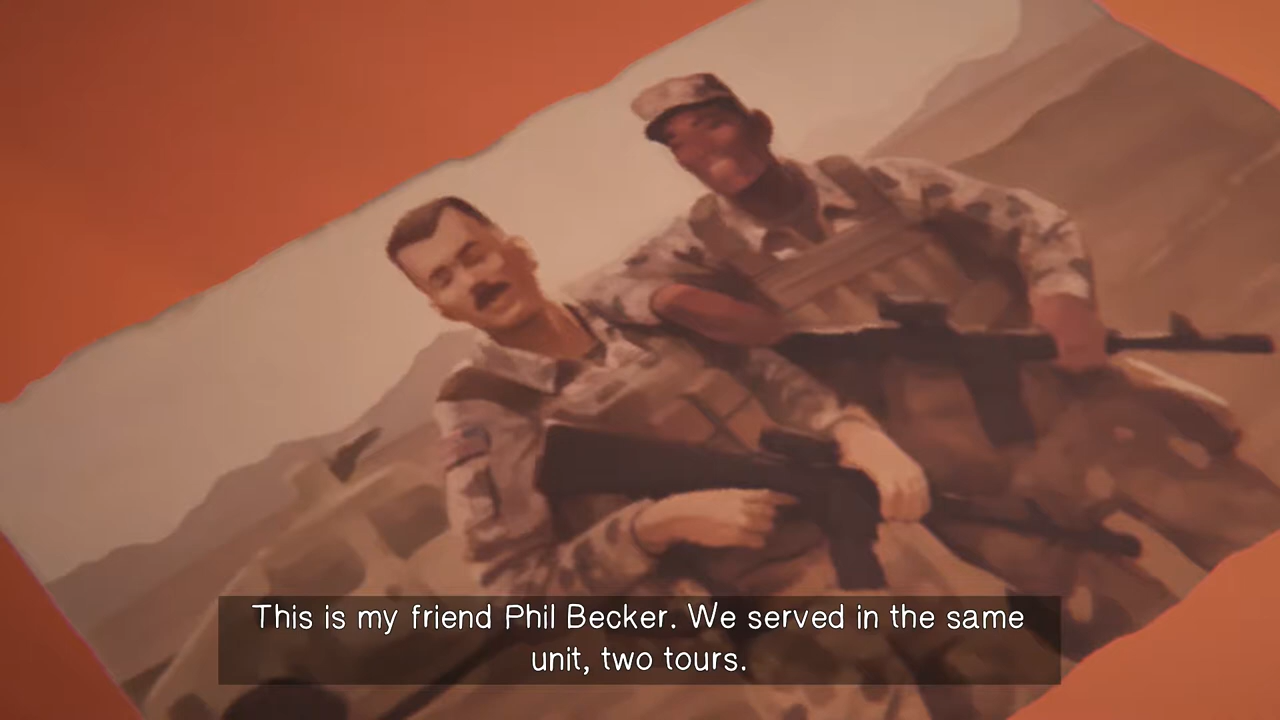 This is my friend Phil Becker. We served in the same
unit, two tours.